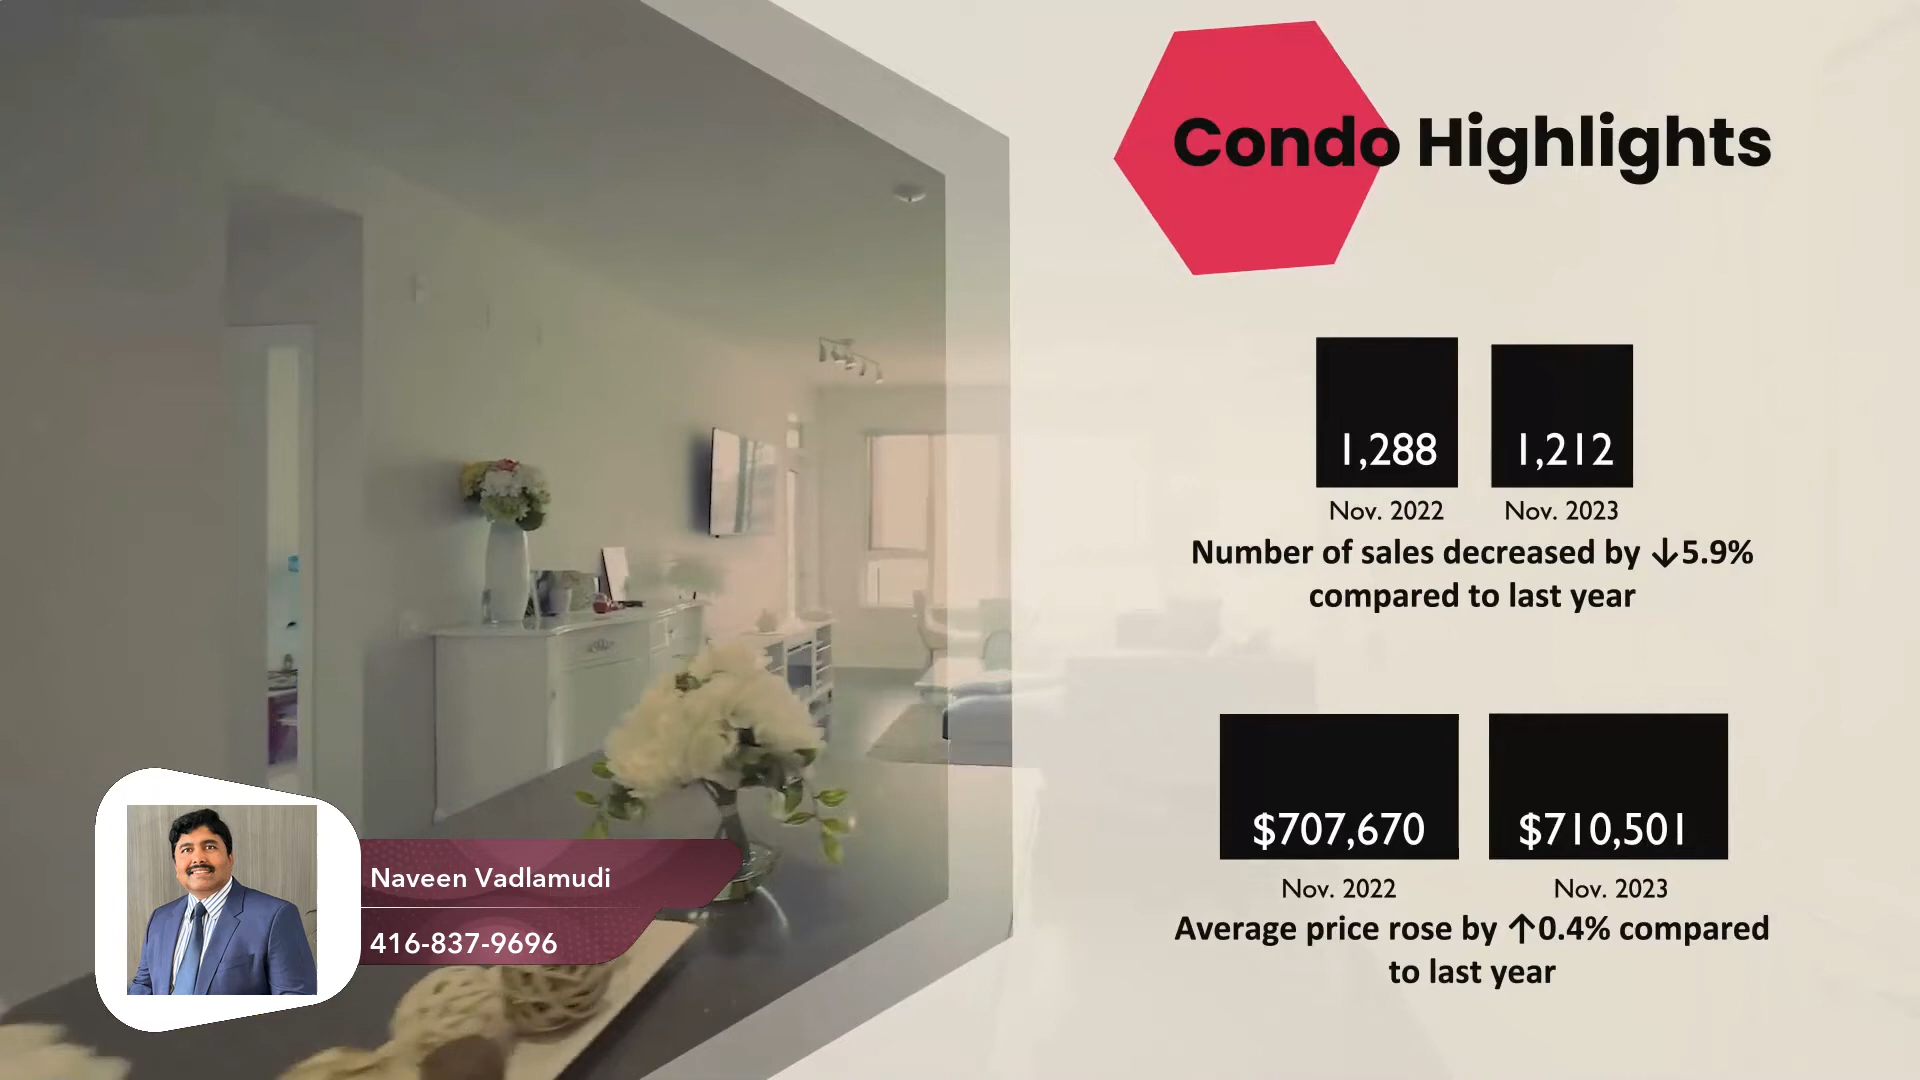 Condo Highlights
1,288
1,212
Nov. 2022
Nov. 2023
Number of sales decreased by ↓5.9%
compared to last year
$707,670
$710,501
Nov. 2022
Nov. 2023
Average price rose by ↑0.4% compared
to last year
Naveen Vadlamudi
416-837-9696